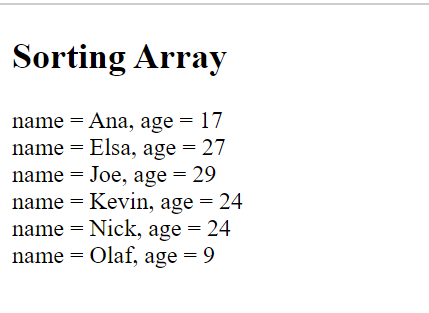 Sorting Array
name = Ana, age = 17
name = Elsa, age = 27
name = Joe, age = 29
name = Kevin, age = 24
name = Nick, age = 24
name = Olaf, age = 9